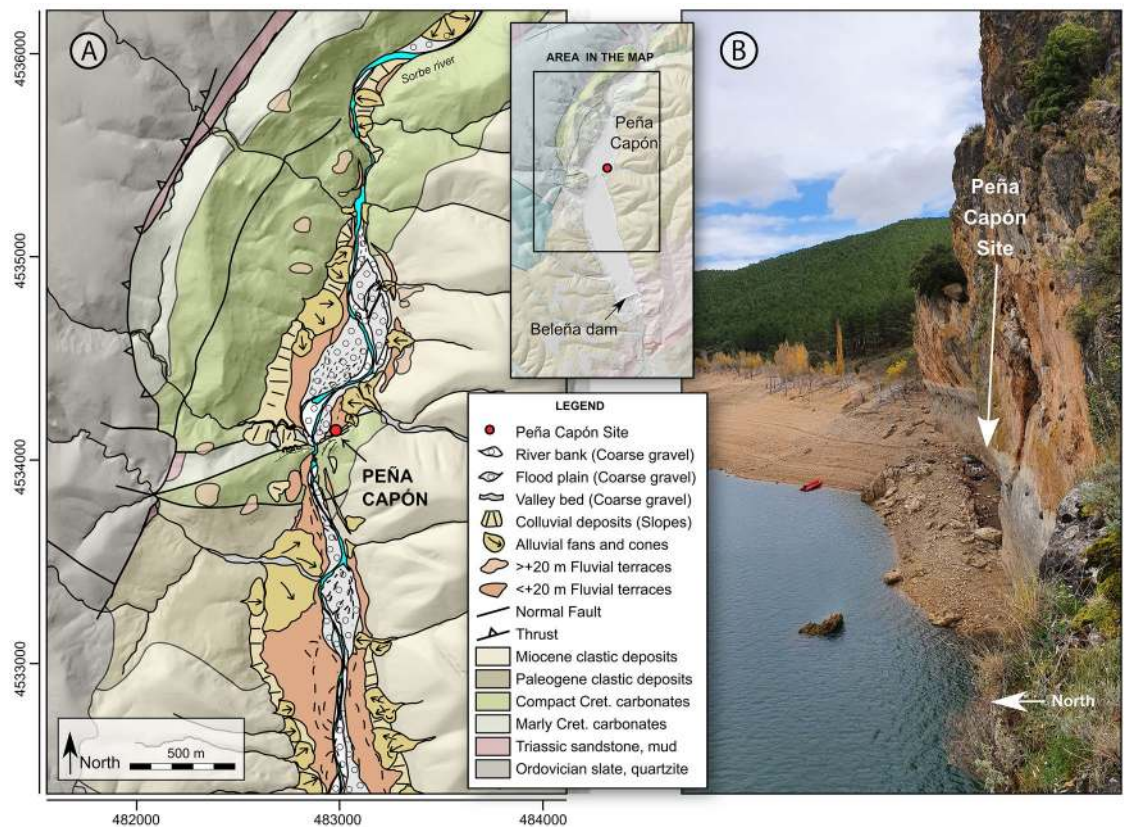 A
4536000
4535000
4534000
4533000
Sorbe river
PEÑA
CAPÓN
North
500 m
482000
483000
484000
AREA IN THE MAP
Peña
Capón
Beleña dam
LEGEND
Peña Capón Site
River bank (Coarse gravel)
Flood plain (Coarse gravel)
Valley bed (Coarse gravel)
Colluvial deposits (Slopes)
Alluvial fans and cones
>+20 m Fluvial terraces
<+20 m Fluvial terraces
Normal Fault
Thrust
Miocene clastic deposits
Paleogene clastic deposits
Compact Cret. carbonates
Marly Cret. carbonates
Triassic sandstone, mud
Ordovician slate, quartzite
B
Peña
Capón
Site
North